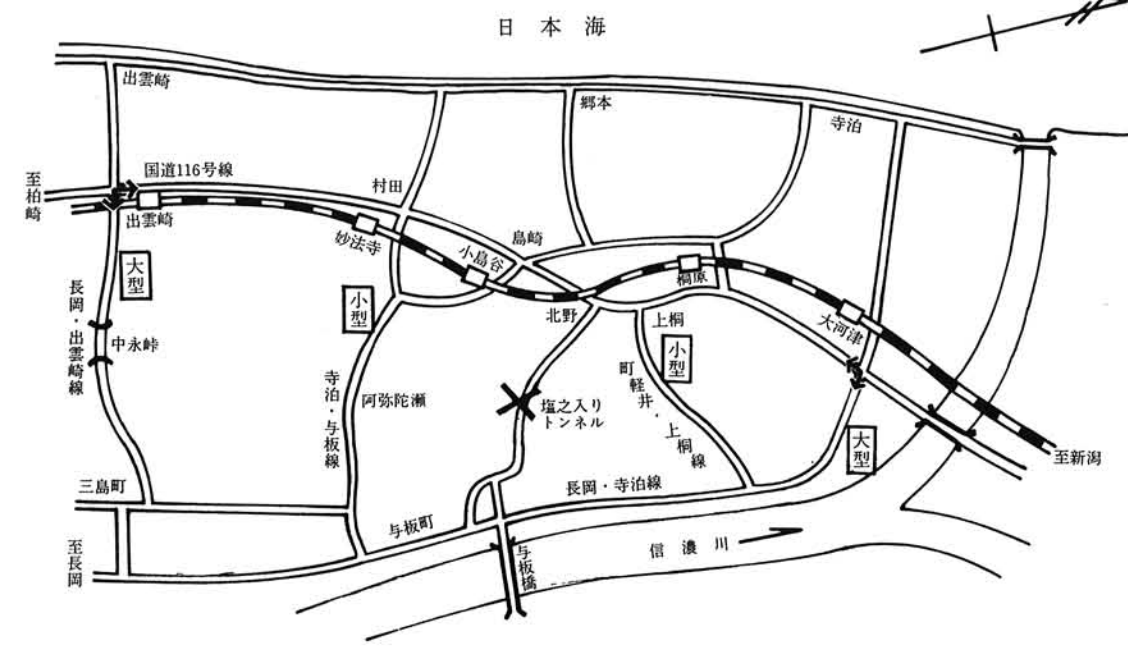 日本海
出雲崎
郷本
寺泊
国道116号線
至柏崎
村田
出雲崎
妙法寺
小島谷
島崎
桐原
大型
長岡・出雲崎線
中永峠
小型
北野
上桐
大河津
小型
町軽井・上桐線
寺泊・与板線
阿弥陀瀬
塩之入り
トンネル
大型
至新潟
三島町
長岡・寺泊線
与板町
至長岡
与板橋
信濃川